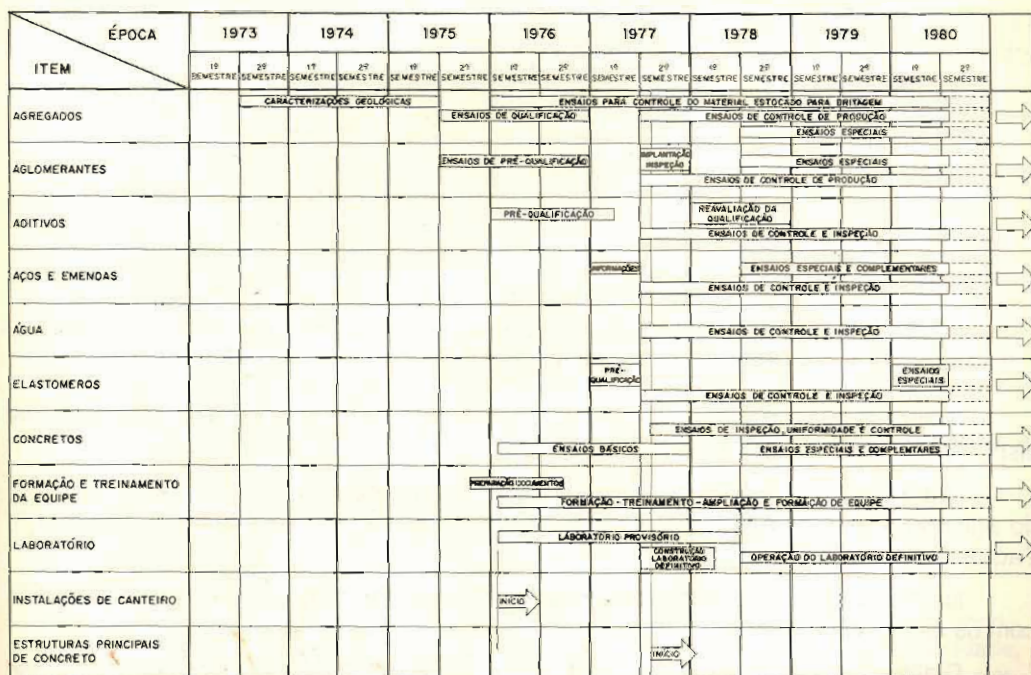 ÉPOCA
ITEM
1973 1974 1975 1976 1977 1978 1979 1980
1º SEMESTRE 2º SEMESTRE 1º SEMESTRE 2º SEMESTRE 1º SEMESTRE 2º SEMESTRE 1º SEMESTRE 2º SEMESTRE 1º SEMESTRE 2º SEMESTRE 1º SEMESTRE 2º SEMESTRE 1º SEMESTRE 2º SEMESTRE 1º SEMESTRE 2º SEMESTRE
AGREGADOS
CARACTERIZAÇÕES GEOLÓGICAS
ENSAIOS PARA CONTROLE DO MATERIAL ESTOCADO PARA BRITAGEM
ENSAIOS DE QUALIFICAÇÃO
ENSAIOS DE CONTROLE DE PRODUÇÃO
ENSAIOS ESPECIAIS
AGLOMERANTES
ENSAIOS DE PRÉ-QUALIFICAÇÃO
IMPLANTAÇÃO
INSPEÇÃO
ENSAIOS ESPECIAIS
ENSAIOS DE CONTROLE DE PRODUÇÃO
ADITIVOS
PRÉ-QUALIFICAÇÃO
REAVALIAÇÃO DA
QUALIFICAÇÃO
ENSAIOS DE CONTROLE E INSPEÇÃO
AÇOS E EMENDAS
INFORMAÇÕES
ENSAIOS ESPECIAIS E COMPLEMENTARES
ENSAIOS DE CONTROLE E INSPEÇÃO
ÁGUA
ENSAIOS DE CONTROLE E INSPEÇÃO
ELASTOMEROS
PRÉ-
QUALIFICAÇÃO
ENSAIOS
ESPECIAIS
ENSAIOS DE CONTROLE E INSPEÇÃO
CONCRETOS
ENSAIOS DE INSPEÇÃO, UNIFORMIDADE E CONTROLE
ENSAIOS BÁSICOS
ENSAIOS ESPECIAIS E COMPLEMTARES
FORMAÇÃO E TREINAMENTO
DA EQUIPE
PREPARAÇÃO DOCUMENTOS
FORMAÇÃO - TREINAMENTO - AMPLIAÇÃO E FORMAÇÃO DE EQUIPE
LABORATÓRIO
LABORATÓRIO PROVISÓRIO
CONSTRUÇÃO
LABORATÓRIO
DEFINITIVO
OPERAÇÃO DO LABORATÓRIO DEFINITIVO
INSTALAÇÕES DE CANTEIRO
INÍCIO
ESTRUTURAS PRINCIPAIS
DE CONCRETO
INÍCIO